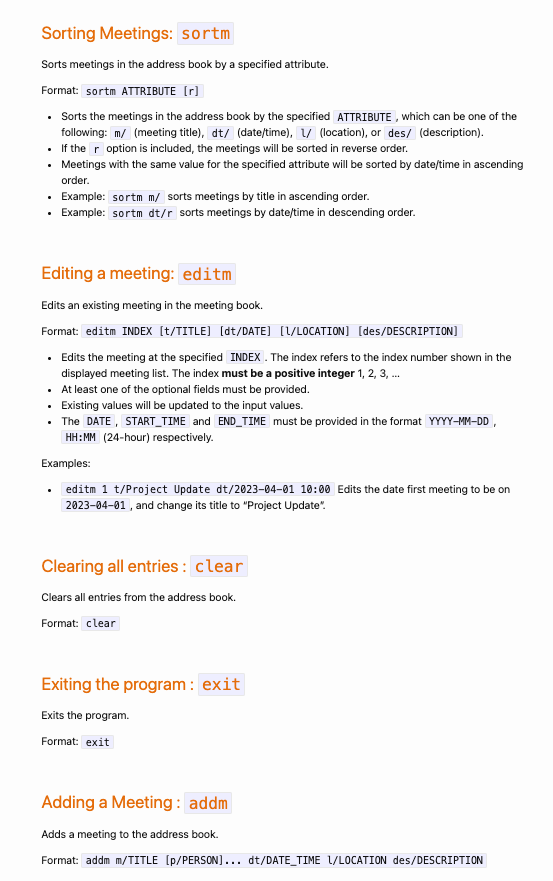 Sorting Meetings: sortm
Sorts meetings in the address book by a specified attribute.
Format: sortm ATTRIBUTE [r]
• Sorts the meetings in the address book by the specified ATTRIBUTE, which can be one of the
following: m/ (meeting title), dt/ (date/time), l/ (location), or des/ (description).
• If the r option is included, the meetings will be sorted in reverse order.
• Meetings with the same value for the specified attribute will be sorted by date/time in ascending
order.
• Example: sortm m/ sorts meetings by title in ascending order.
• Example: sortm dt/r sorts meetings by date/time in descending order.
Editing a meeting: editm
Edits an existing meeting in the meeting book.
Format: editm INDEX [t/TITLE] [dt/DATE] [l/LOCATION] [des/DESCRIPTION]
• Edits the meeting at the specified INDEX. The index refers to the index number shown in the
displayed meeting list. The index must be a positive integer 1, 2, 3, …
• At least one of the optional fields must be provided.
• Existing values will be updated to the input values.
• The DATE, START_TIME and END_TIME must be provided in the format YYYY-MM-DD,
HH:MM (24-hour) respectively.
Examples:
• editm 1 t/Project Update dt/2023-04-01 10:00 Edits the date first meeting to be on
2023-04-01, and change its title to “Project Update”.
Clearing all entries : clear
Clears all entries from the address book.
Format: clear
Exiting the program : exit
Exits the program.
Format: exit
Adding a Meeting : addm
Adds a meeting to the address book.
Format: addm m/TITLE [p/PERSON]... dt/DATE_TIME l/LOCATION des/DESCRIPTION